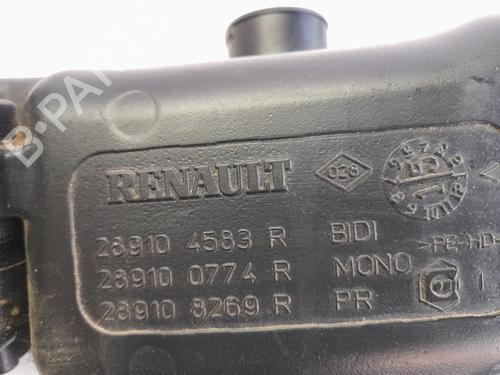 RENAULT
028
28910 4583 R BIDI >PE-HD<
28910 0774 R MONO
28910 8269 R PR 1
B-PARTS